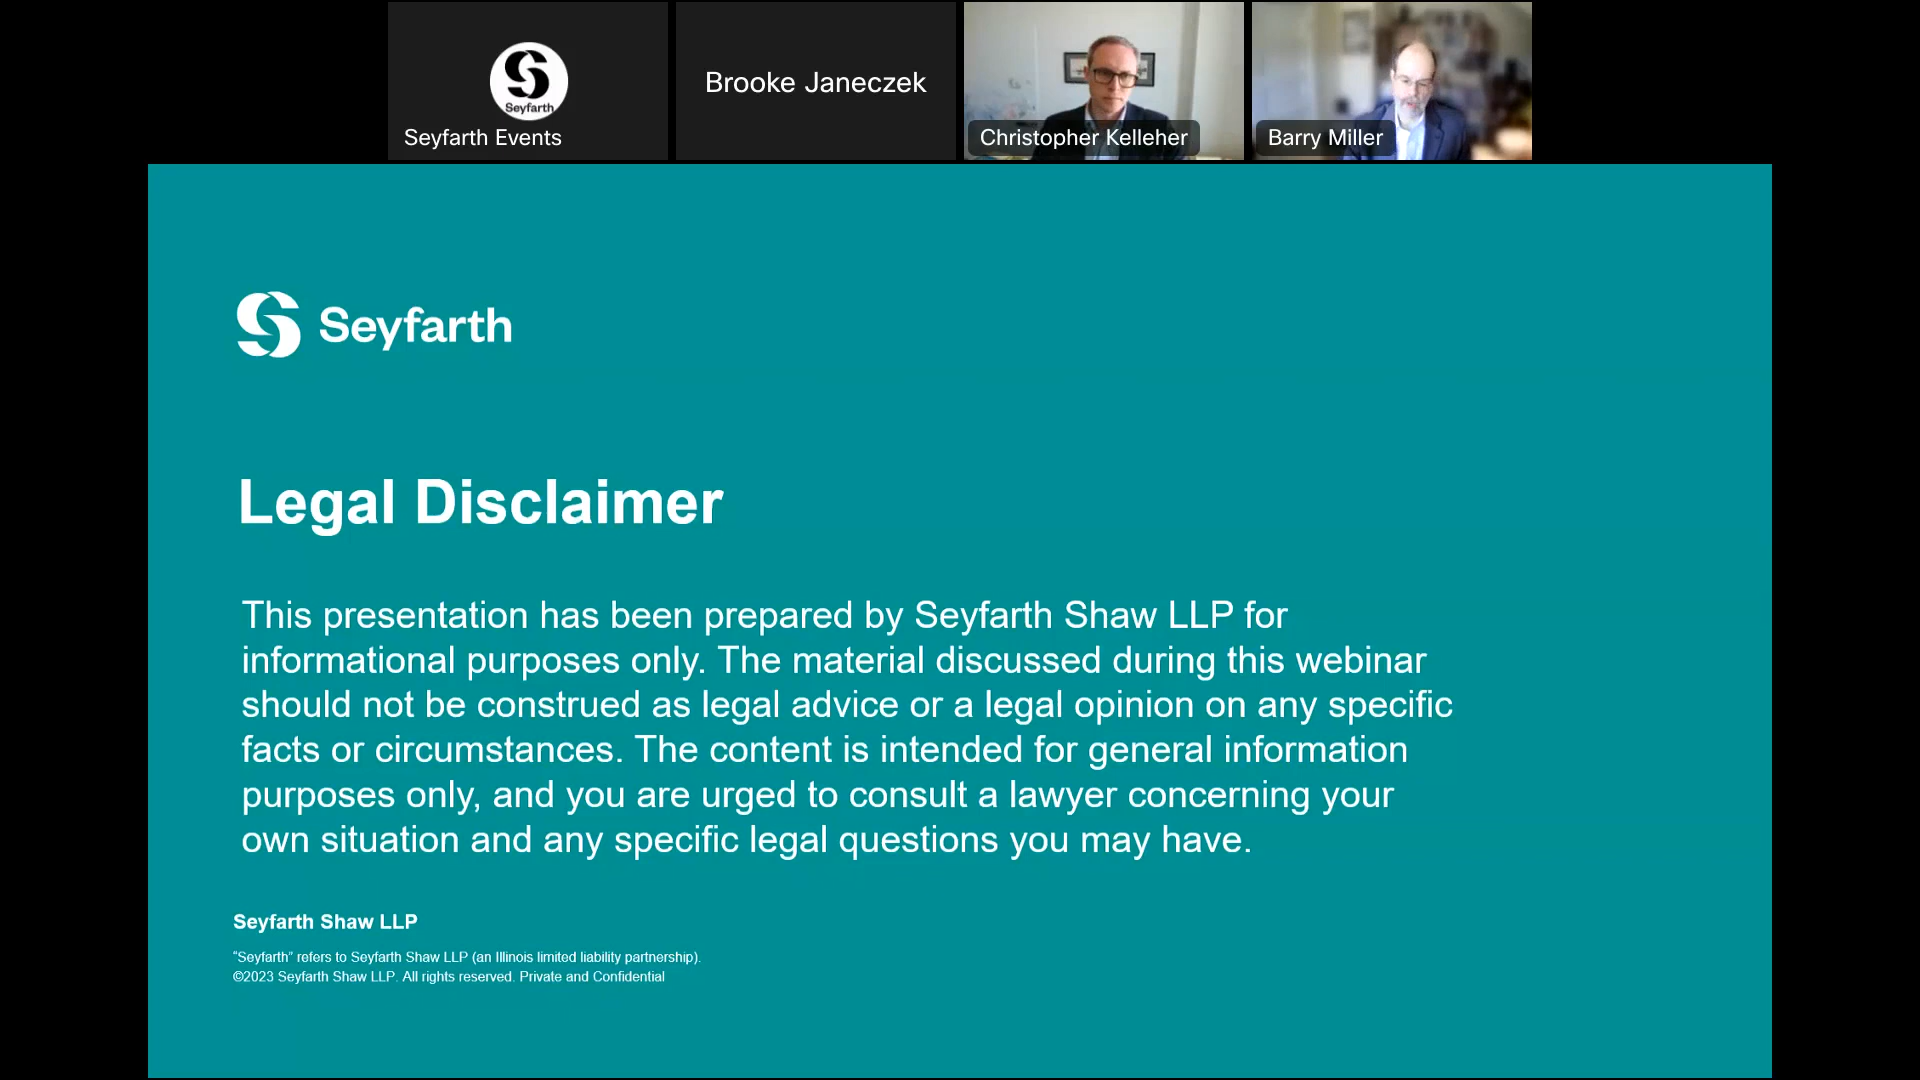 Seyfarth
Seyfarth Events
Brooke Janeczek
Christopher Kelleher
Barry Miller
Seyfarth
Legal Disclaimer
This presentation has been prepared by Seyfarth Shaw LLP for
informational purposes only. The material discussed during this webinar
should not be construed as legal advice or a legal opinion on any specific
facts or circumstances. The content is intended for general information
purposes only, and you are urged to consult a lawyer concerning your
own situation and any specific legal questions you may have.
Seyfarth Shaw LLP
“Seyfarth” refers to Seyfarth Shaw LLP (an Illinois limited liability partnership).
©2023 Seyfarth Shaw LLP. All rights reserved. Private and Confidential